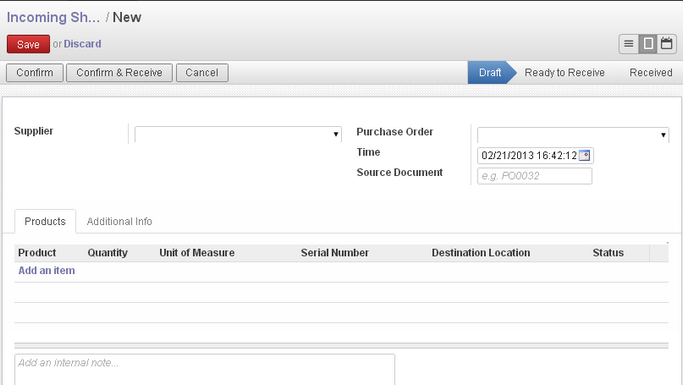 Incoming Sh... / New
Save or Discard
Confirm Confirm & Receive Cancel Draft Ready to Receive Received
Supplier Purchase Order
Time 02/21/2013 16:42:12
Source Document e.g. PO0032
Products Additional Info
Product Quantity Unit of Measure Serial Number Destination Location Status
Add an item
Add an internal note...